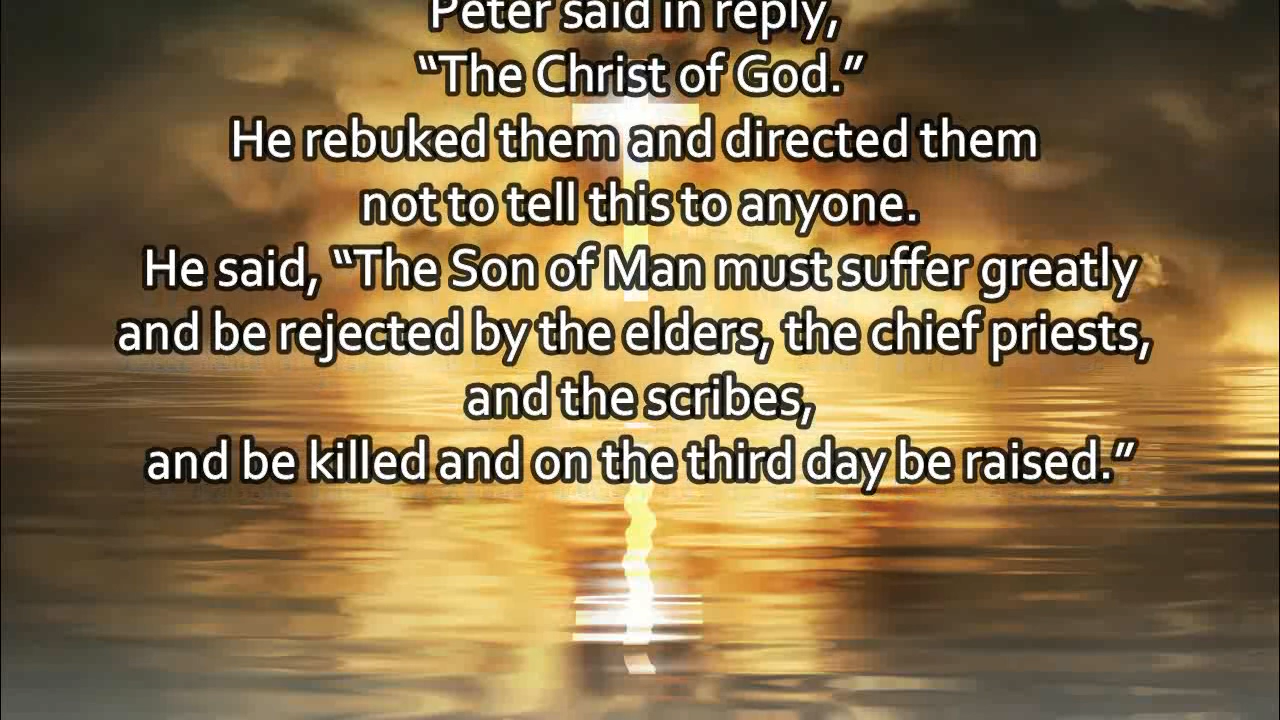 Peter said in reply,
“The Christ of God.”
He rebuked them and directed them
not to tell this to anyone.
He said, “The Son of Man must suffer greatly
and be rejected by the elders, the chief priests,
and the scribes,
and be killed and on the third day be raised.”